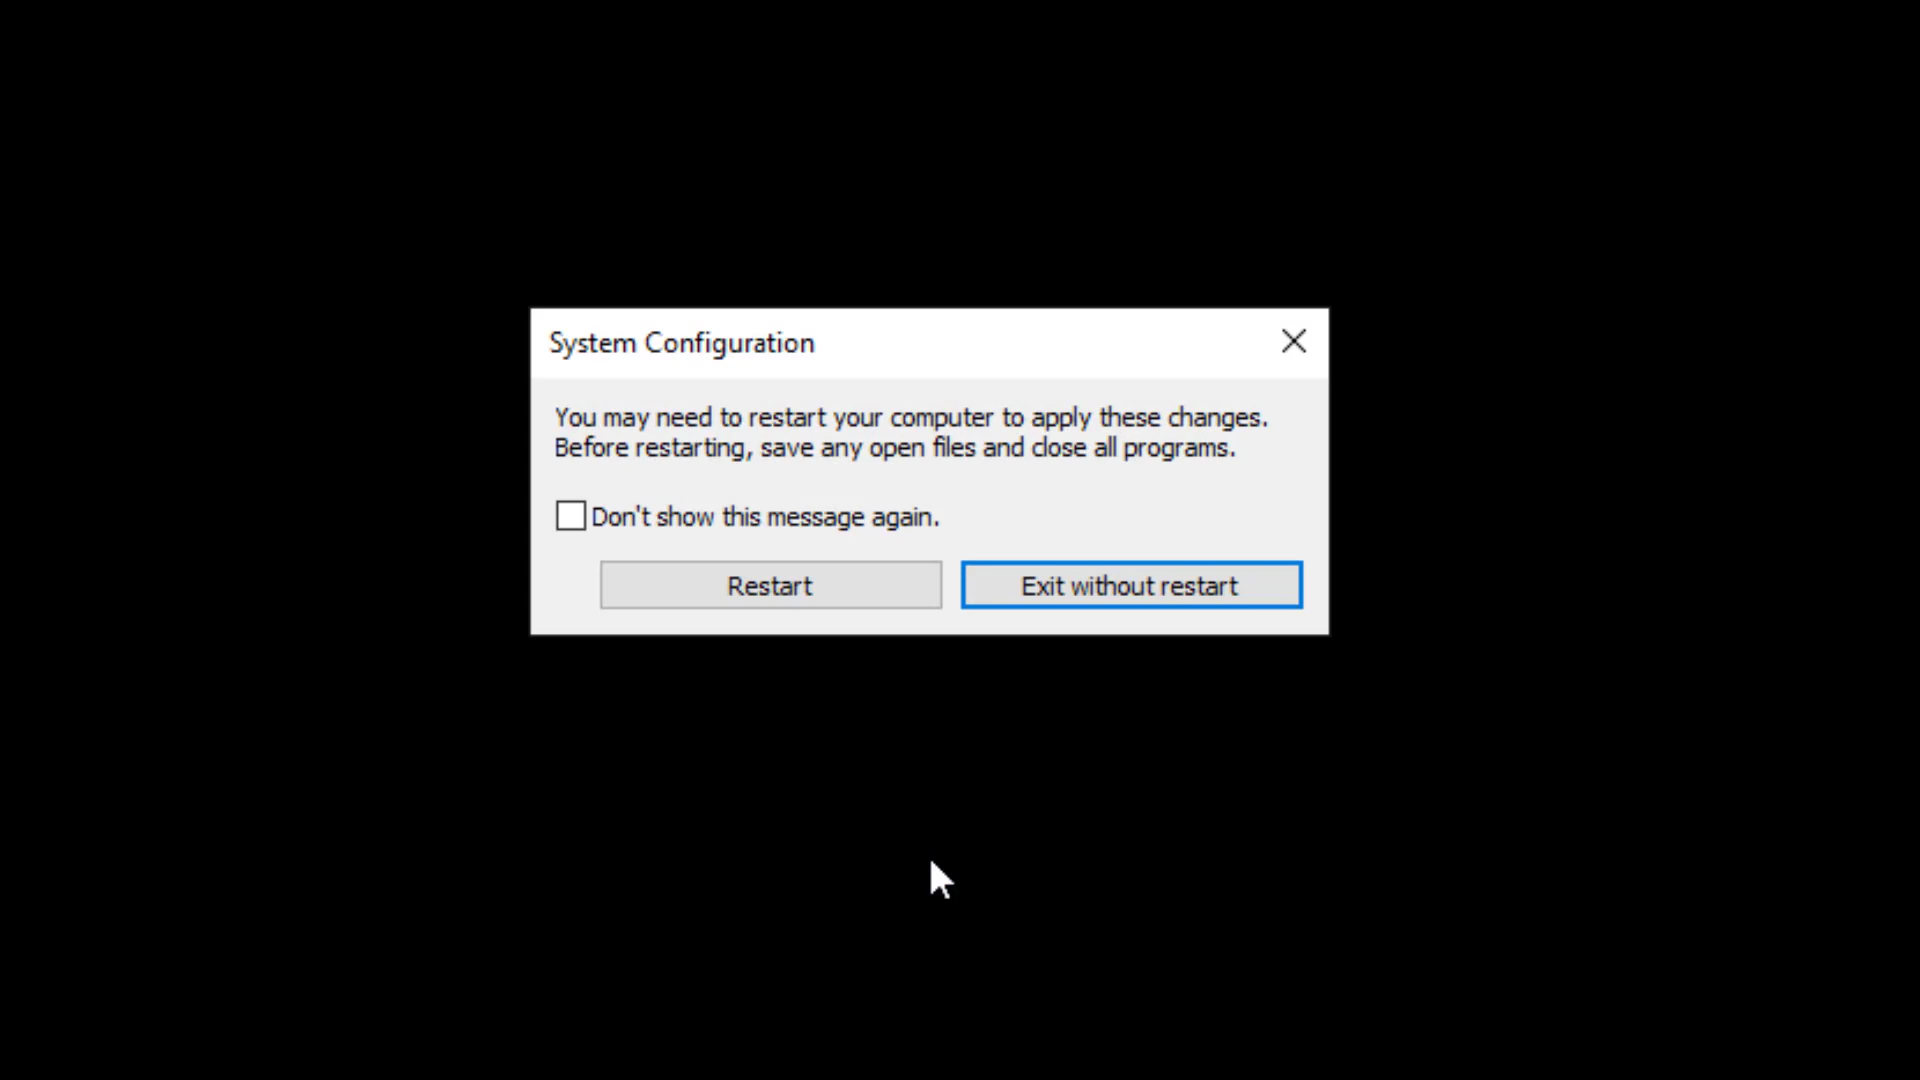 System Configuration
You may need to restart your computer to apply these changes.
Before restarting, save any open files and close all programs.
Don't show this message again.
Restart
Exit without restart